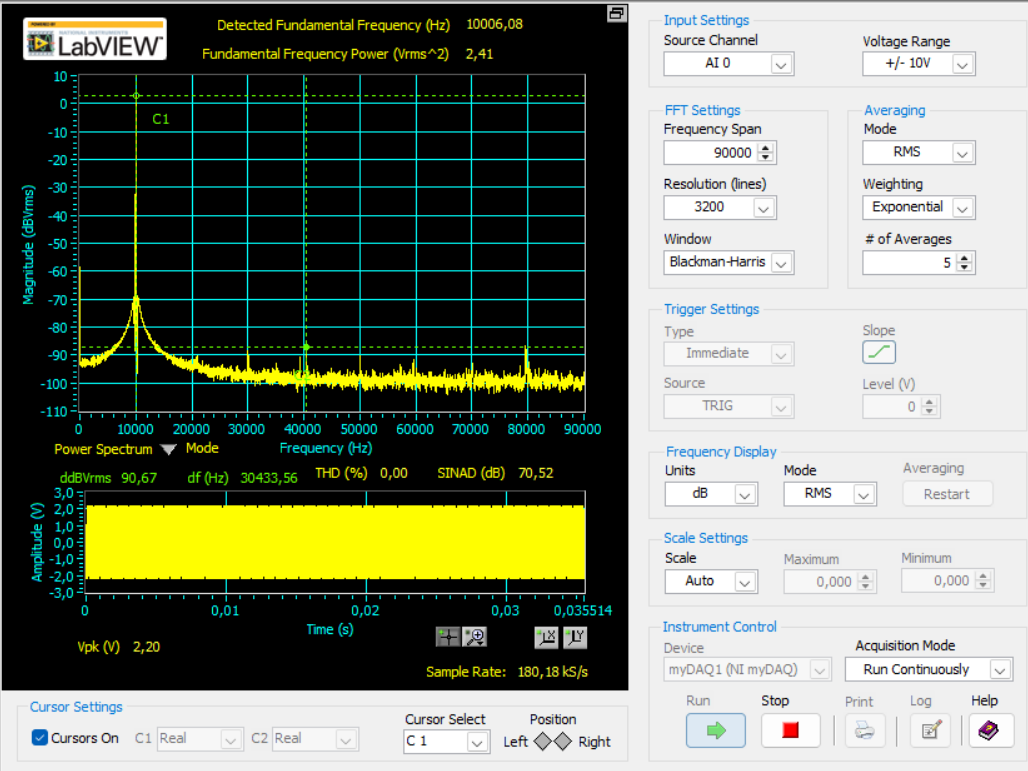 POWERED BY
NATIONAL INSTRUMENTS
LabVIEW™
Detected Fundamental Frequency (Hz) 10006,08
Fundamental Frequency Power (Vrms^2) 2,41
10
0
-10
-20
-30
-40
-50
-60
-70
-80
-90
-100
-110
Magnitude (dBVrms)
C1
0 10000 20000 30000 40000 50000 60000 70000 80000 90000
Power Spectrum Mode Frequency (Hz)
ddBVrms 90,67 df (Hz) 30433,56 THD (%) 0,00 SINAD (dB) 70,52
3,0
2,0
1,0
0,0
-1,0
-2,0
-3,0
Amplitude (V)
0 0,01 0,02 0,03 0,035514
Time (s)
Vpk (V) 2,20
X Y
Sample Rate: 180,18 kS/s
Cursor Settings
Cursors On C1 Real C2 Real
Cursor Select
C 1
Position
Left Right
Input Settings
Source Channel
AI 0
Voltage Range
+/- 10V
FFT Settings
Frequency Span
90000
Resolution (lines)
3200
Window
Blackman-Harris
Averaging
Mode
RMS
Weighting
Exponential
# of Averages
5
Trigger Settings
Type
Immediate
Slope
Source
TRIG
Level (V)
0
Frequency Display
Units
dB
Mode
RMS
Averaging
Restart
Scale Settings
Scale
Auto
Maximum
0,000
Minimum
0,000
Instrument Control
Device
myDAQ1 (NI myDAQ)
Acquisition Mode
Run Continuously
Run Stop Print Log Help